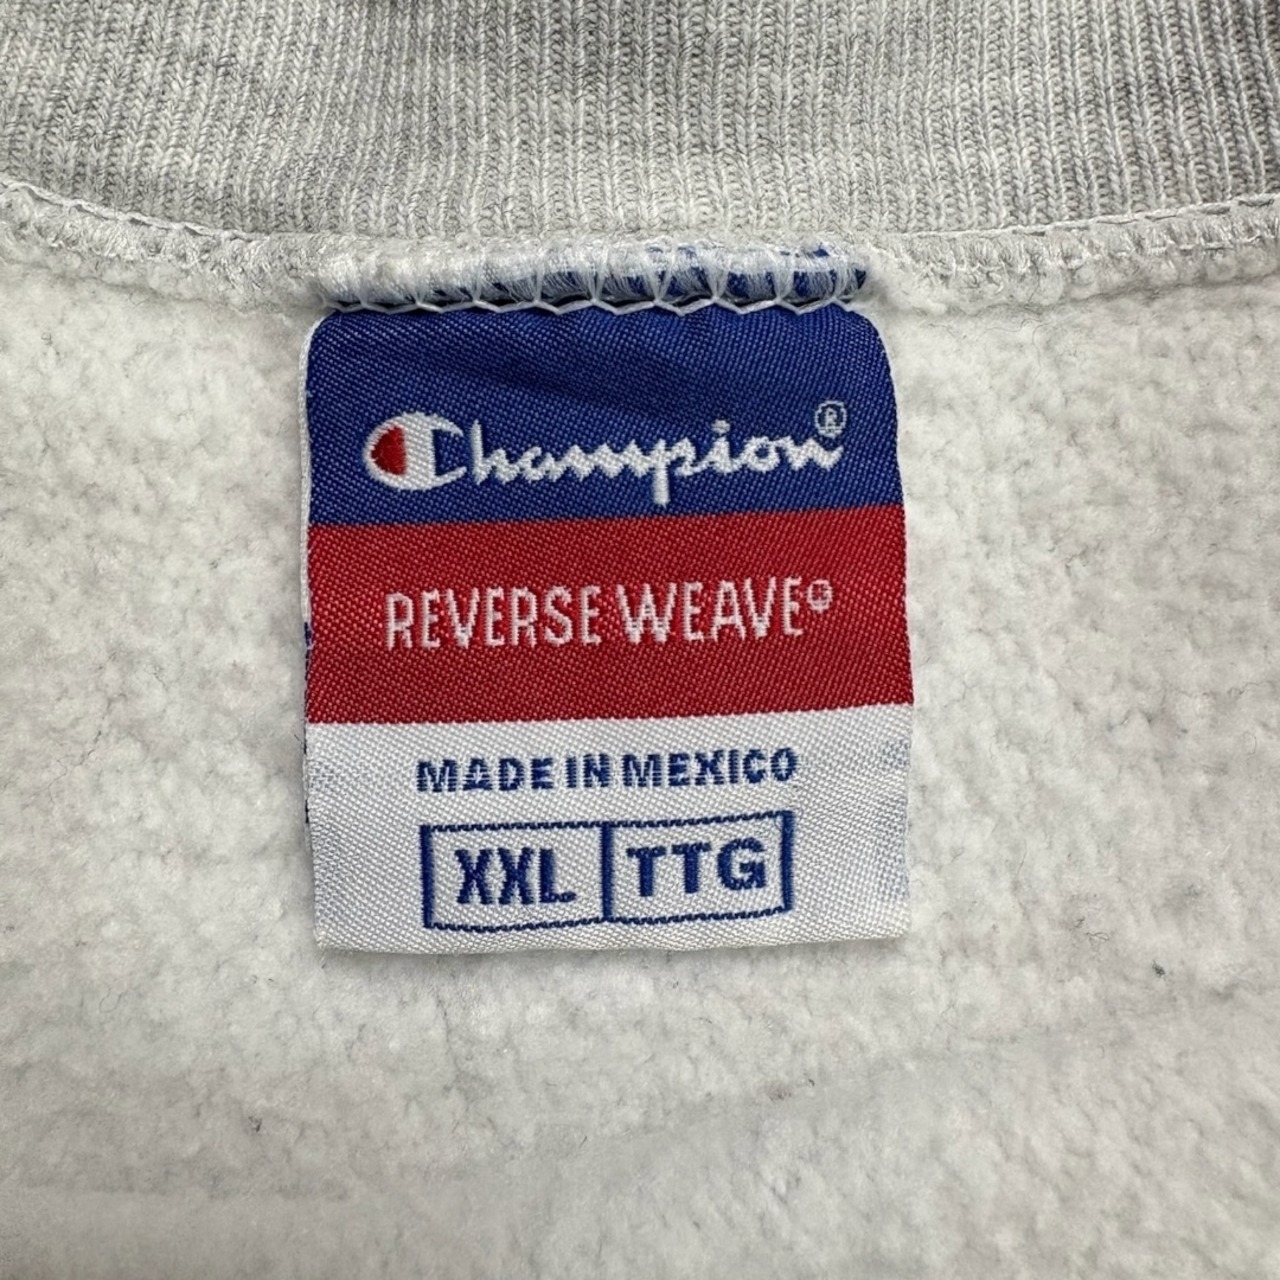 Champion®
REVERSE WEAVE®
MADE IN MEXICO
XXL TTG